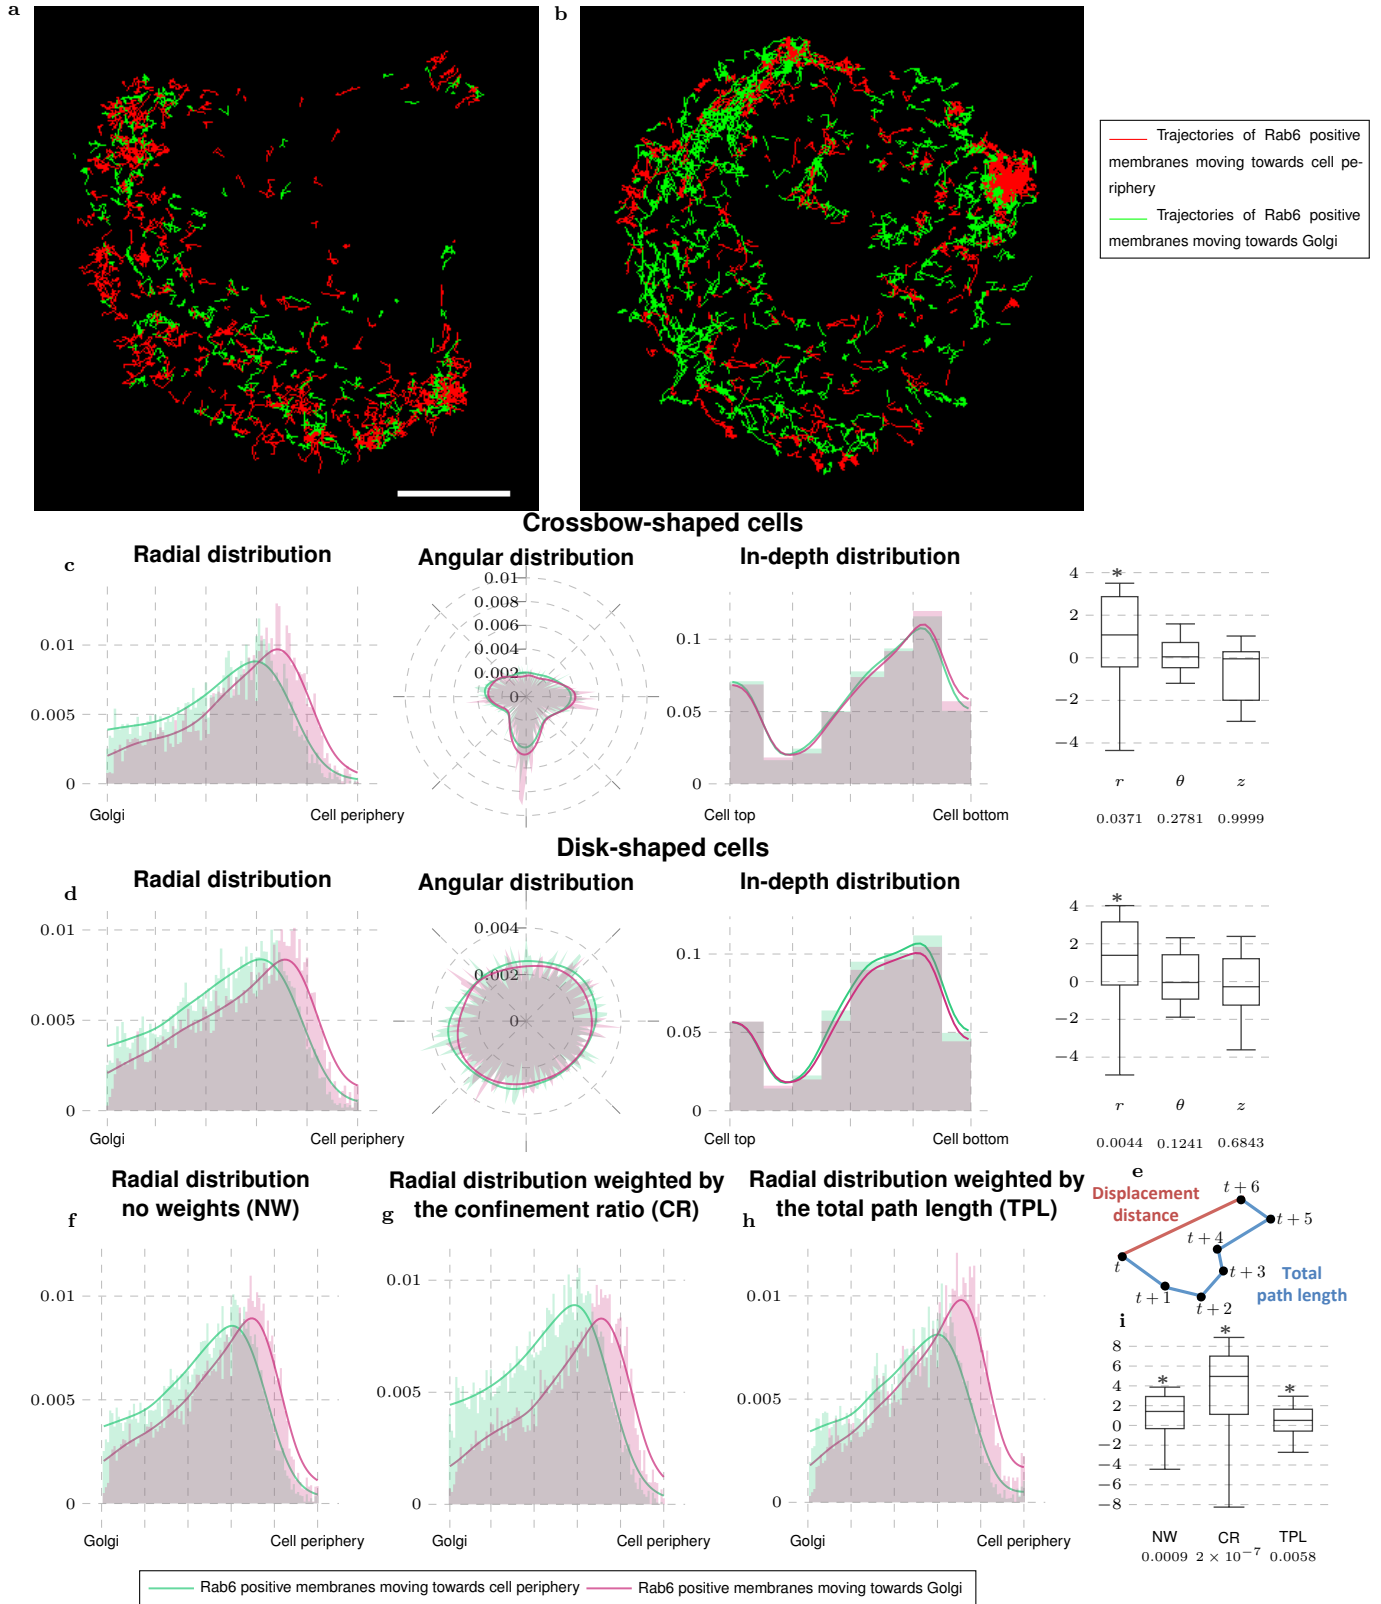 a
b
Trajectories of Rab6 positive
membranes moving towards cell pe-
riphery
Trajectories of Rab6 positive
membranes moving towards Golgi
Crossbow-shaped cells
c
Radial distribution
Angular distribution
In-depth distribution
0.01
0.005
0
Golgi
Cell periphery
0.01
0.008
0.006
0.004
0.002
0
0.1
0.05
0
Cell top
Cell bottom
4
2
0
−2
−4
*
r θ z
0.0371 0.2781 0.9999
Disk-shaped cells
d
Radial distribution
Angular distribution
In-depth distribution
0.01
0.005
0
Golgi
Cell periphery
0.004
0.002
0
0.1
0.05
0
Cell top
Cell bottom
4
2
0
−2
−4
*
r θ z
0.0044 0.1241 0.6843
e
Displacement
distance
t
t + 1
t + 2
t + 3
t + 4
t + 5
t + 6
Total
path length
f
Radial distribution
no weights (NW)
0.01
0.005
0
Golgi
Cell periphery
g
Radial distribution weighted by
the confinement ratio (CR)
0.01
0.005
0
Golgi
Cell periphery
h
Radial distribution weighted by
the total path length (TPL)
0.01
0.005
0
Golgi
Cell periphery
i
8
6
4
2
0
−2
−4
−6
−8
* * *
NW CR TPL
0.0009 2 × 10⁻⁷ 0.0058
Rab6 positive membranes moving towards cell periphery Rab6 positive membranes moving towards Golgi